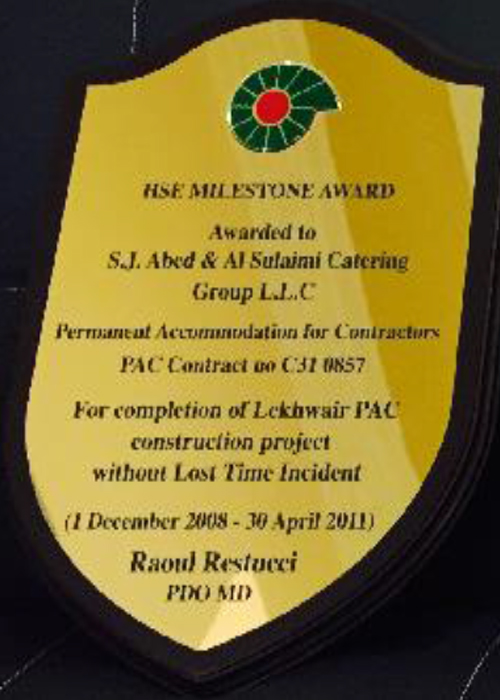 HSE MILESTONE AWARD
Awarded to
S.J. Abed & Al Sulaimi Catering
Group L.L.C
Permanent Accommodation for Contractors
PAC Contract no C31 0857
For completion of Lekhwair PAC
construction project
without Lost Time Incident
(1 December 2008 - 30 April 2011)
Raoul Restucci
PDO MD